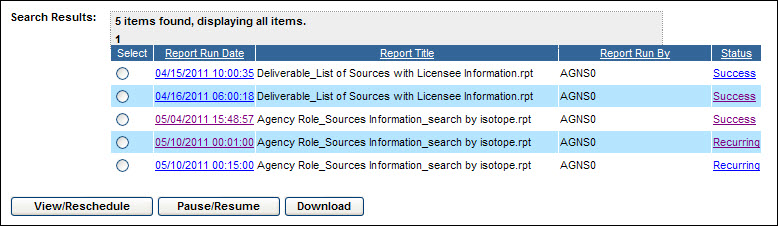 Search Results:
5 items found, displaying all items.
1
Select Report Run Date Report Title Report Run By Status
04/15/2011 10:00:35 Deliverable_List of Sources with Licensee Information.rpt AGNS0 Success
04/16/2011 06:00:18 Deliverable_List of Sources with Licensee Information.rpt AGNS0 Success
05/04/2011 15:48:57 Agency Role_Sources Information_search by isotope.rpt AGNS0 Success
05/10/2011 00:01:00 Agency Role_Sources Information_search by isotope.rpt AGNS0 Recurring
05/10/2011 00:15:00 Agency Role_Sources Information_search by isotope.rpt AGNS0 Recurring
View/Reschedule Pause/Resume Download